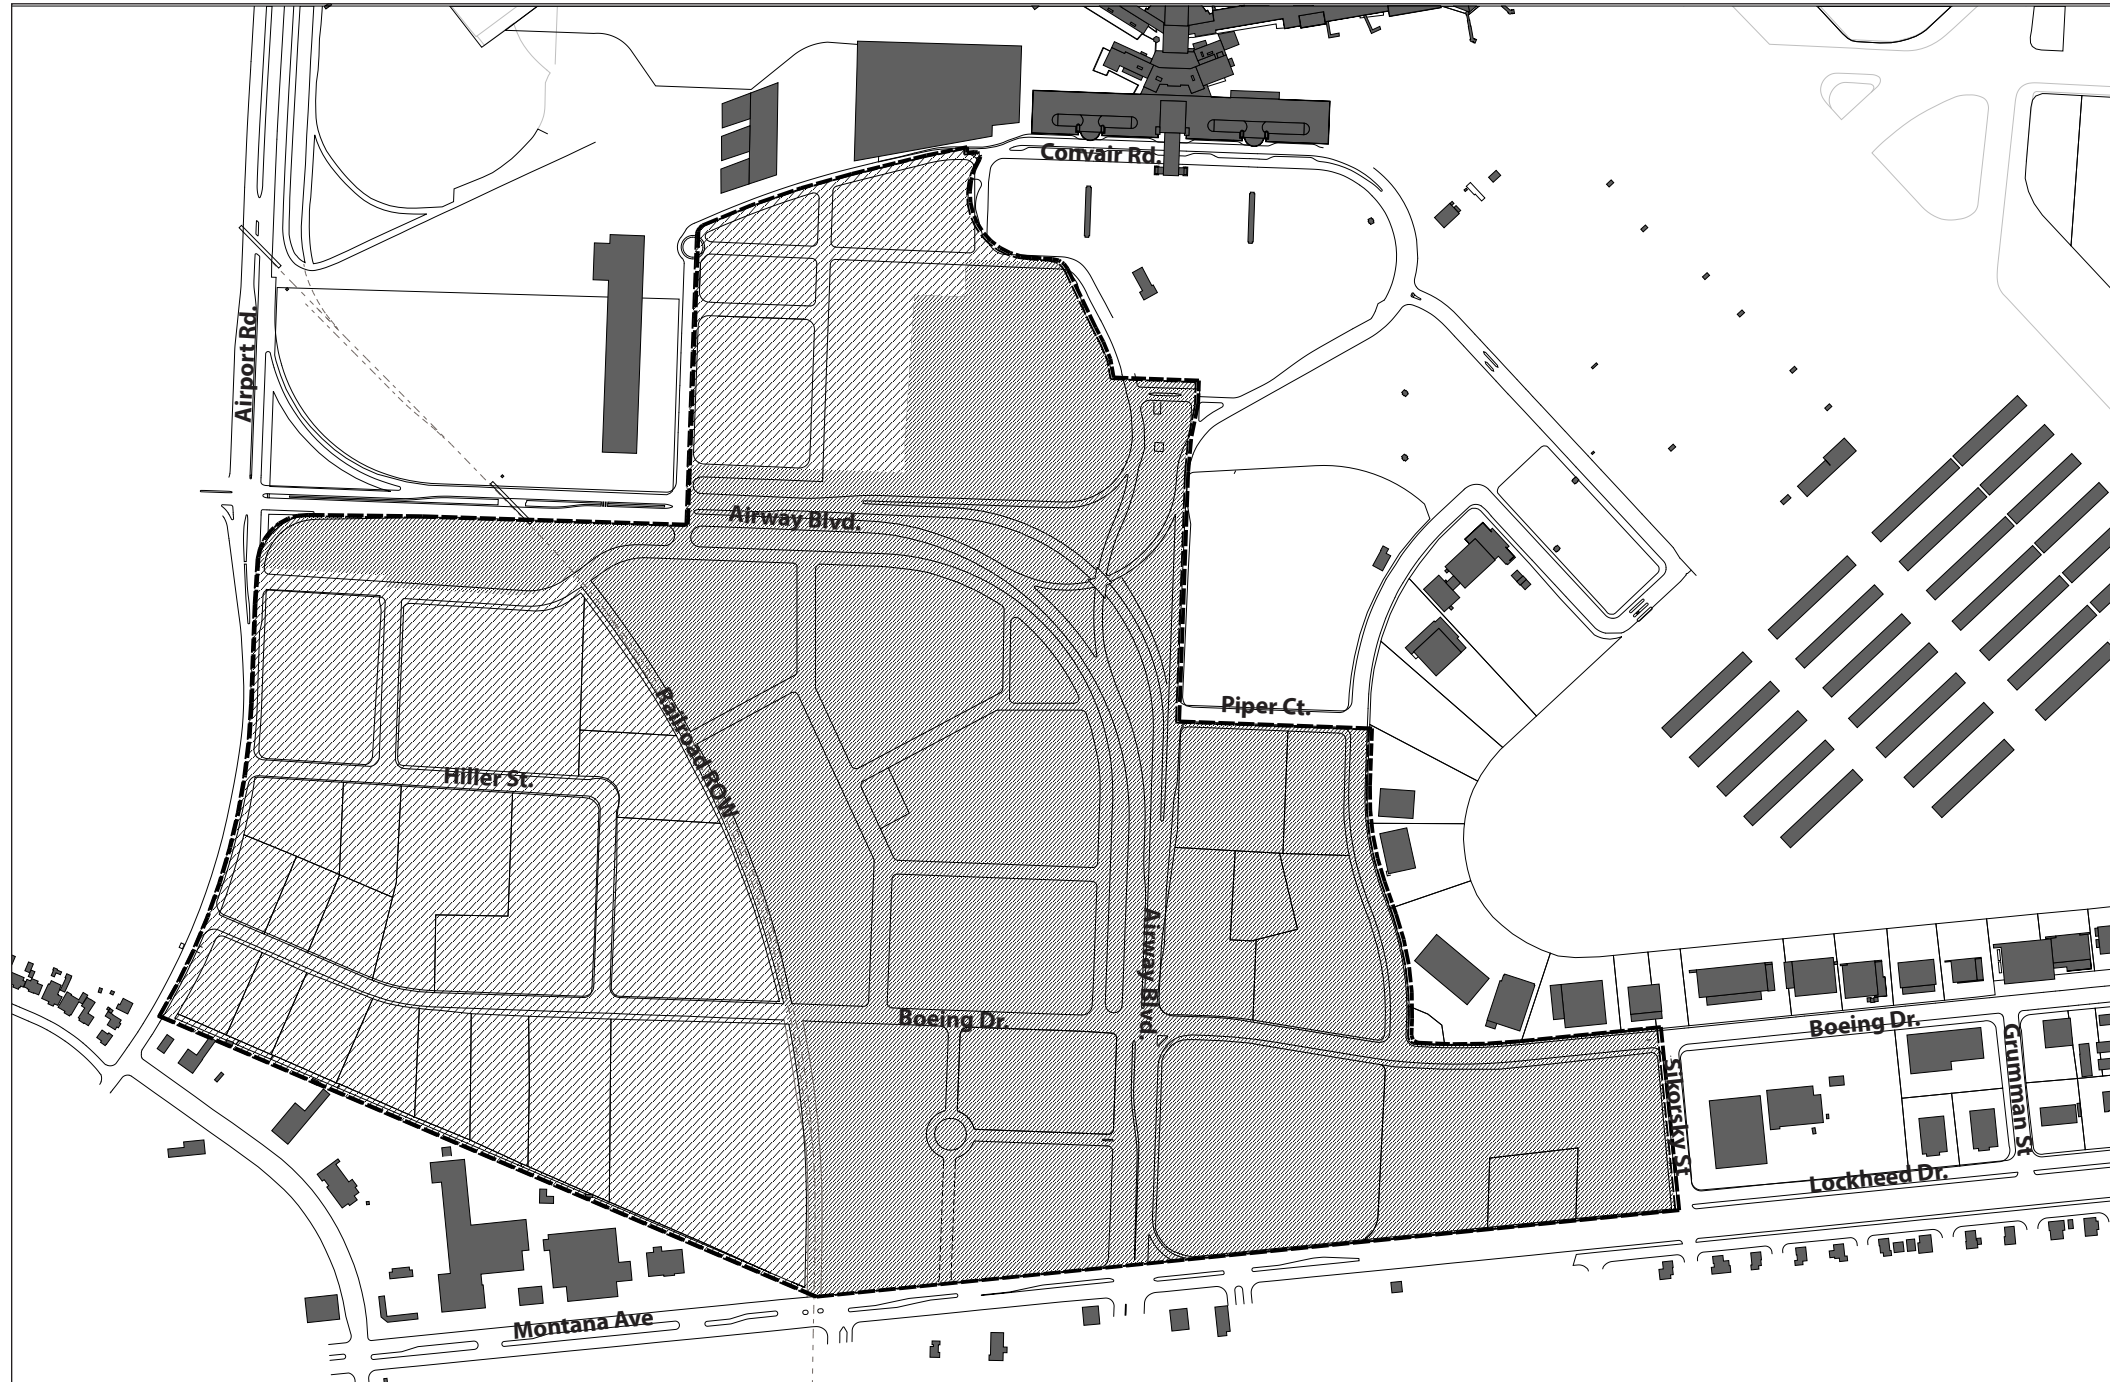 Convair Rd.
Airport Rd.
Airway Blvd.
Railroad ROW
Piper Ct.
Hiller St.
Airway Blvd.
Boeing Dr.
Boeing Dr.
Grumman St
Sikorsky St
Lockheed Dr.
Montana Ave